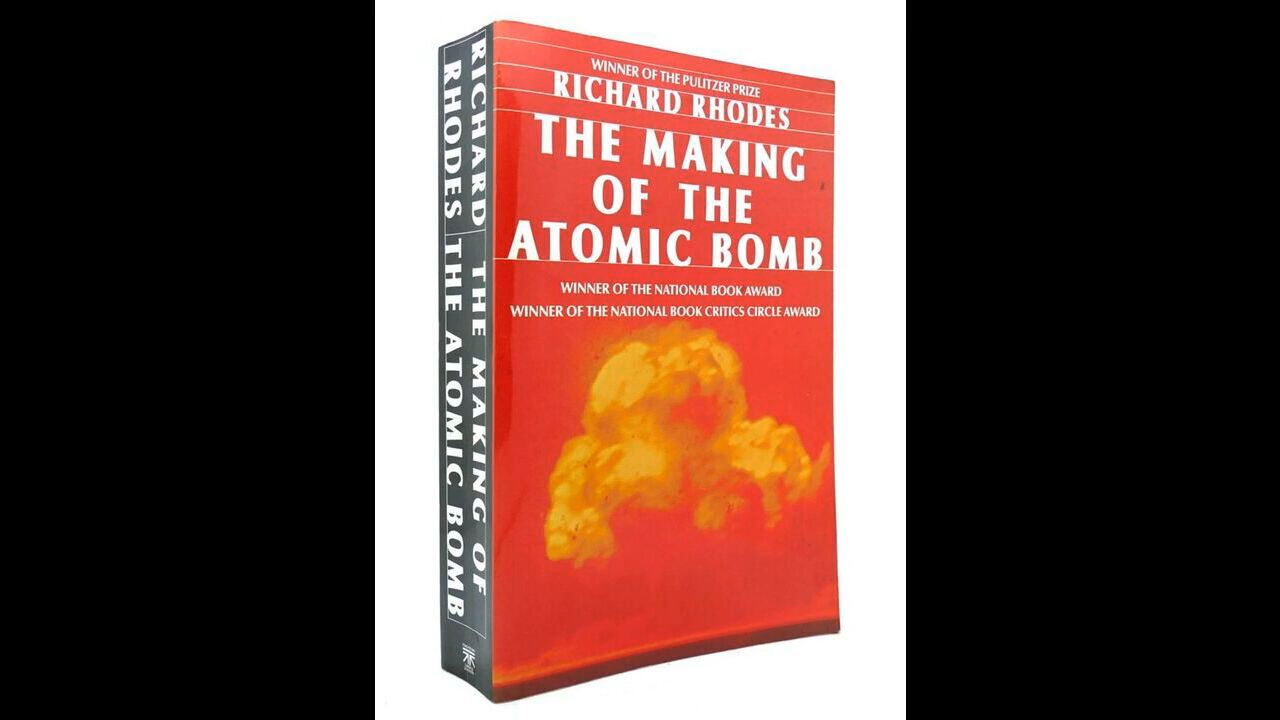 WINNER OF THE PULITZER PRIZE
RICHARD RHODES
THE MAKING
OF THE
ATOMIC BOMB
WINNER OF THE NATIONAL BOOK AWARD
WINNER OF THE NATIONAL BOOK CRITICS CIRCLE AWARD
RICHARD
RHODES
THE MAKING OF
THE ATOMIC BOMB